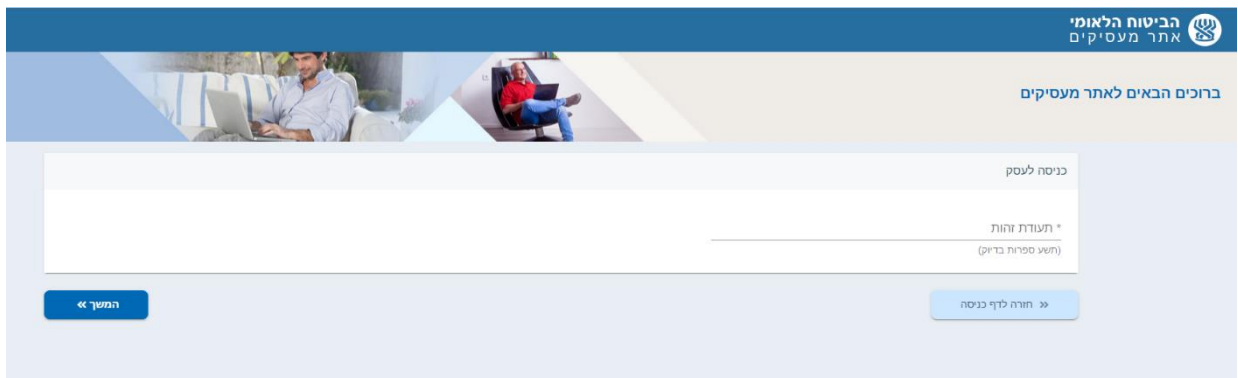 הביטוח הלאומי
אתר מעסיקים
ברוכים הבאים לאתר מעסיקים
כניסה לעסק
* תעודת זהות
(תשע ספרות בדיוק)
» חזרה לדף כניסה
המשך »